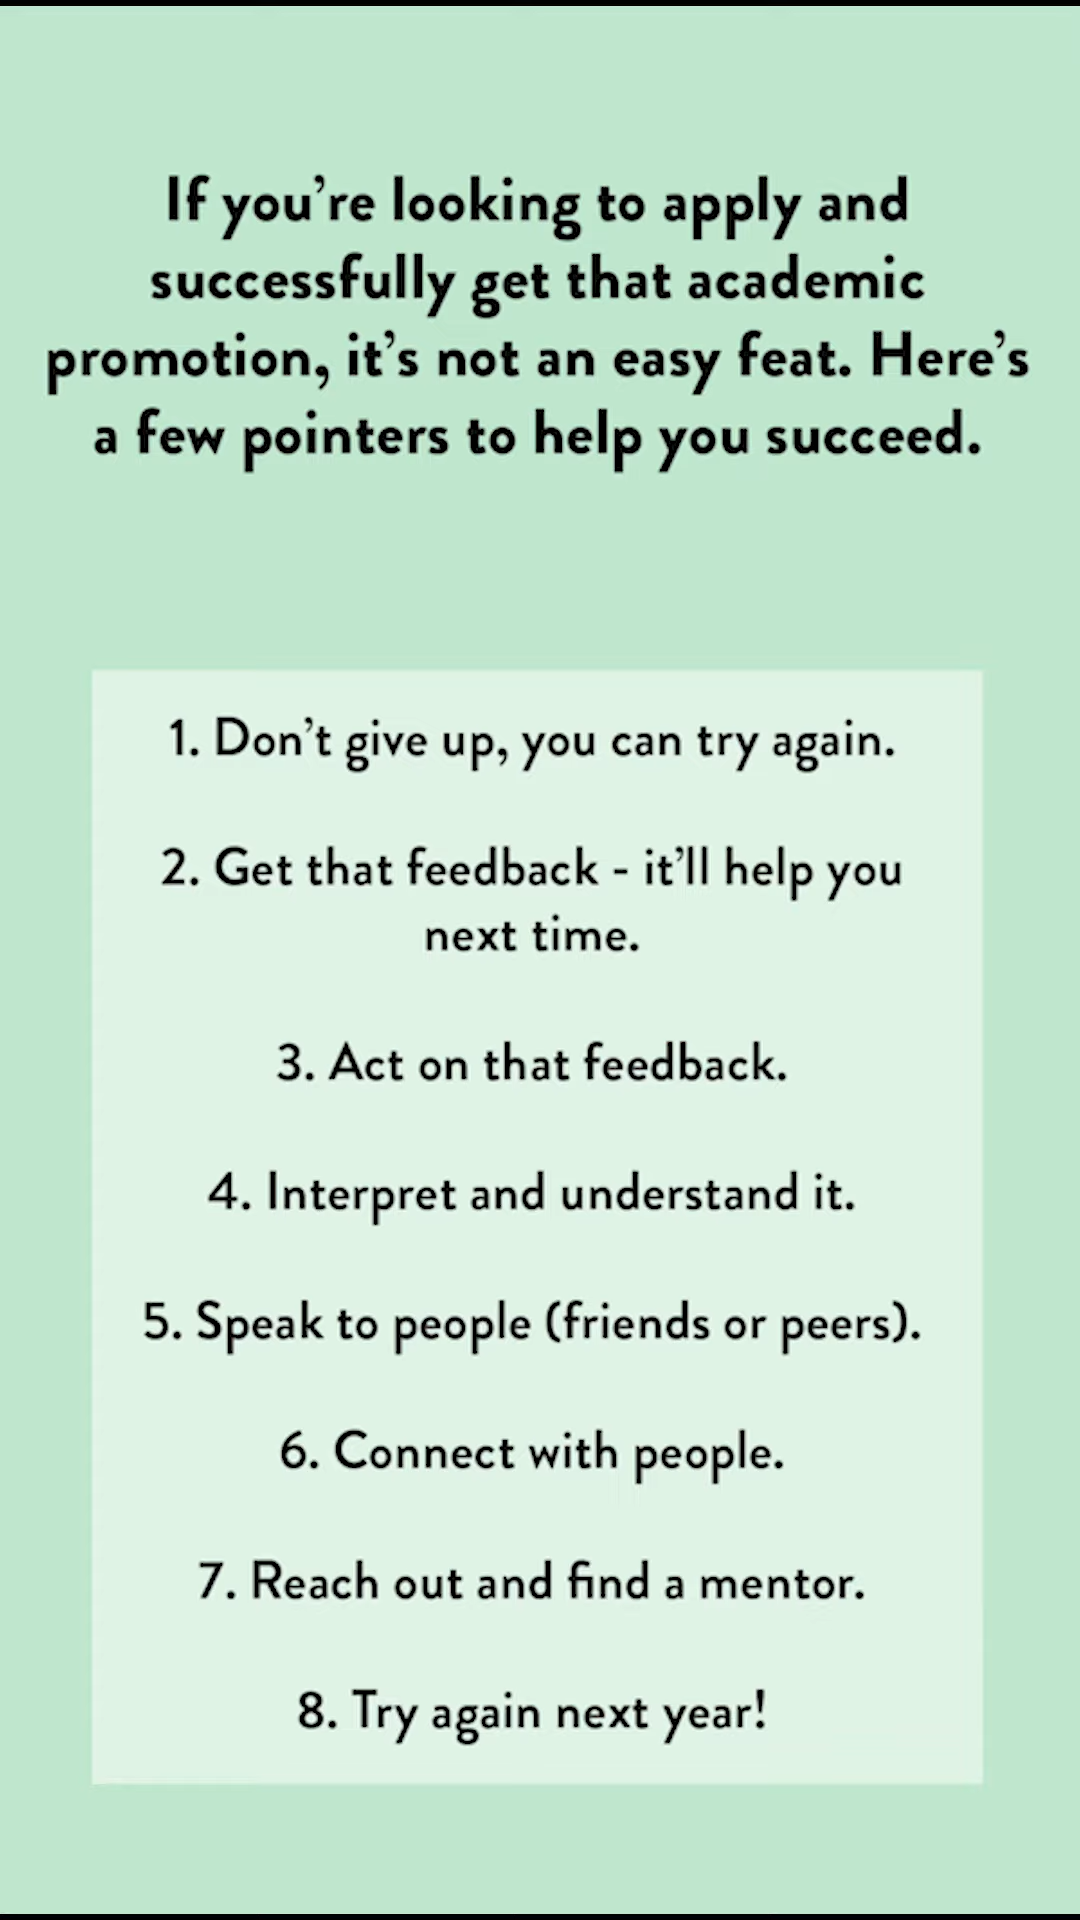 If you’re looking to apply and
successfully get that academic
promotion, it’s not an easy feat. Here’s
a few pointers to help you succeed.
1. Don’t give up, you can try again.
2. Get that feedback - it’ll help you
next time.
3. Act on that feedback.
4. Interpret and understand it.
5. Speak to people (friends or peers).
6. Connect with people.
7. Reach out and find a mentor.
8. Try again next year!